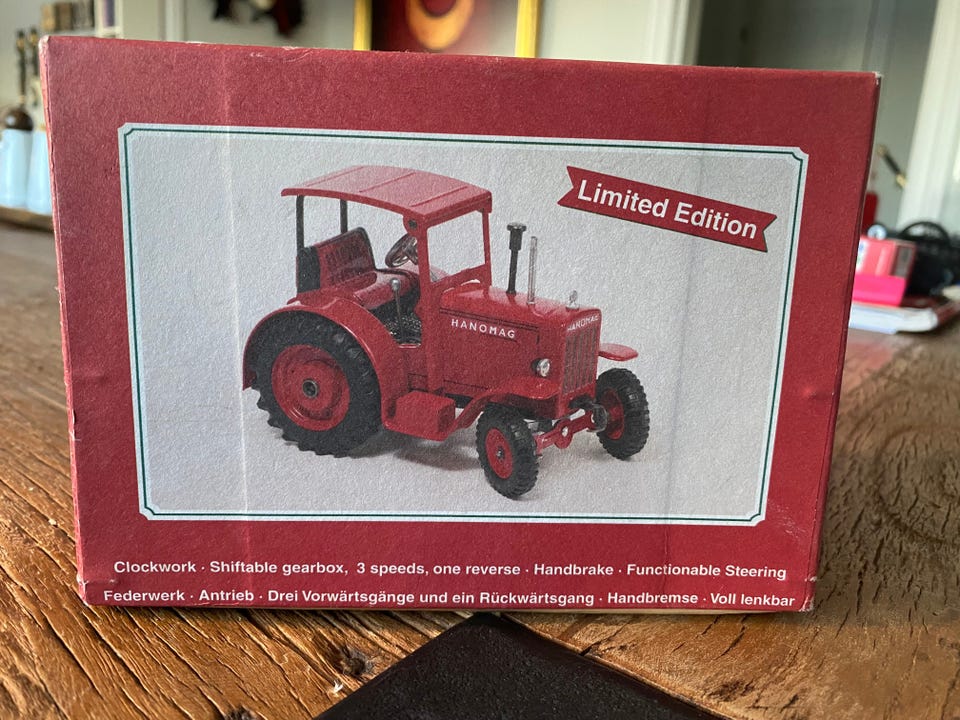 Limited Edition
HANOMAG
HANOMAG
Clockwork · Shiftable gearbox, 3 speeds, one reverse · Handbrake · Functionable Steering
Federwerk · Antrieb · Drei Vorwärtsgänge und ein Rückwärtsgang · Handbremse · Voll lenkbar